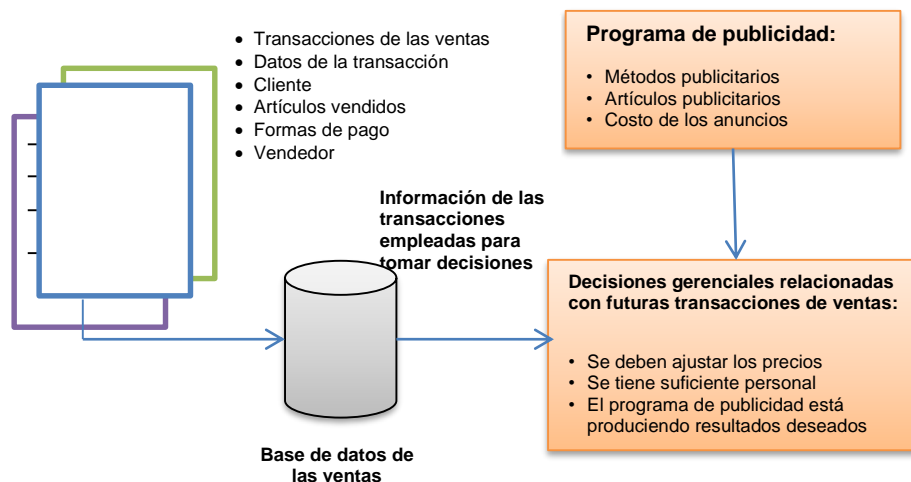 • Transacciones de las ventas
• Datos de la transacción
• Cliente
• Artículos vendidos
• Formas de pago
• Vendedor
Programa de publicidad:
• Métodos publicitarios
• Artículos publicitarios
• Costo de los anuncios
Información de las
transacciones
empleadas para
tomar decisiones
Decisiones gerenciales relacionadas
con futuras transacciones de ventas:
• Se deben ajustar los precios
• Se tiene suficiente personal
• El programa de publicidad está
produciendo resultados deseados
Base de datos de
las ventas